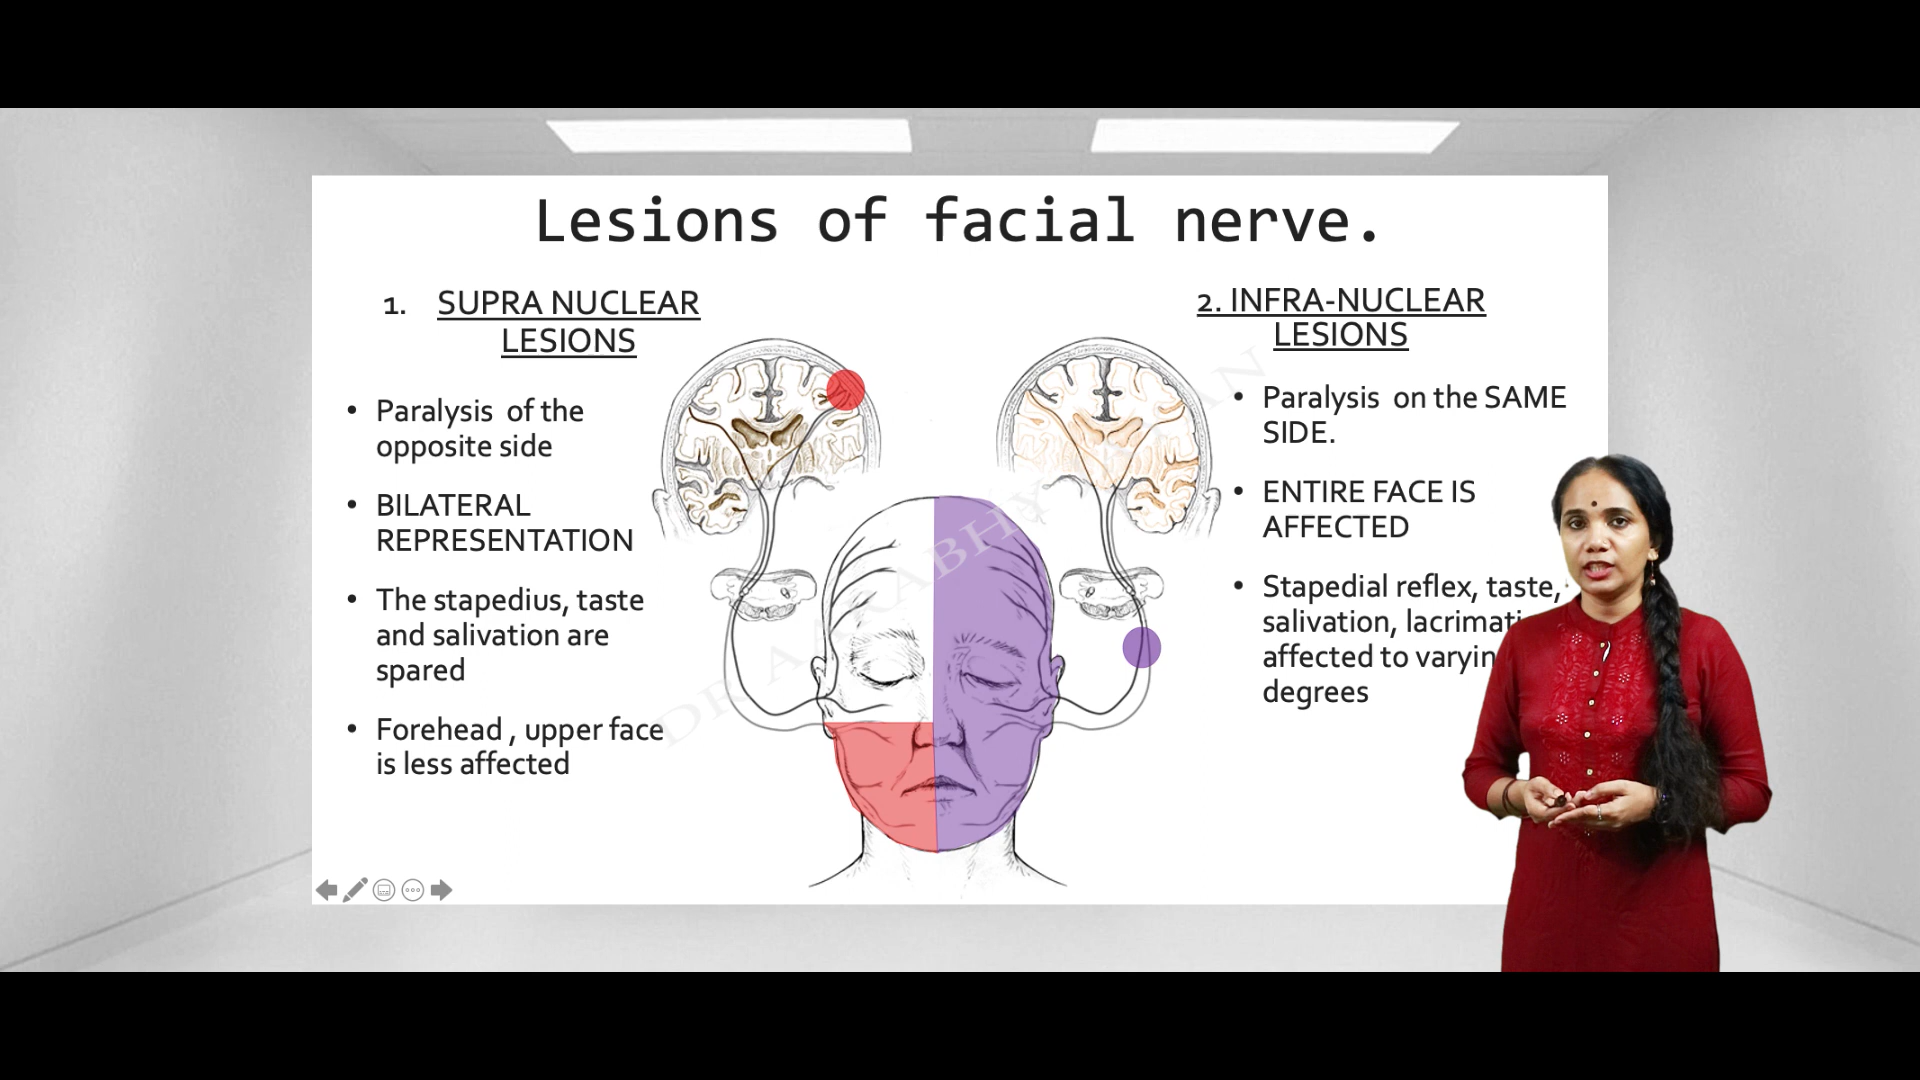 Lesions of facial nerve.
1. SUPRA NUCLEAR
LESIONS
• Paralysis of the
opposite side
• BILATERAL
REPRESENTATION
• The stapedius, taste
and salivation are
spared
• Forehead , upper face
is less affected
2. INFRA-NUCLEAR
LESIONS
• Paralysis on the SAME
SIDE.
• ENTIRE FACE IS
AFFECTED
• Stapedial reflex, taste,
salivation, lacrimati
affected to varyin
degrees